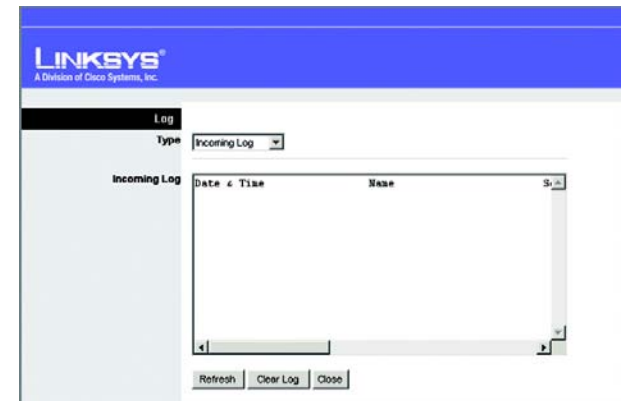 LINKSYS®
A Division of Cisco Systems, Inc.
Log
Type
Incoming Log
Incoming Log
Date & Time Name
Refresh Clear Log Close